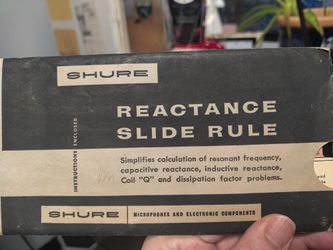 SHURE
REACTANCE
SLIDE RULE
INSTRUCTIONS ENCLOSED
Simplifies calculation of resonant frequency,
capacitive reactance, inductive reactance,
Coil "Q" and dissipation factor problems.
SHURE
MICROPHONES AND ELECTRONIC COMPONENTS